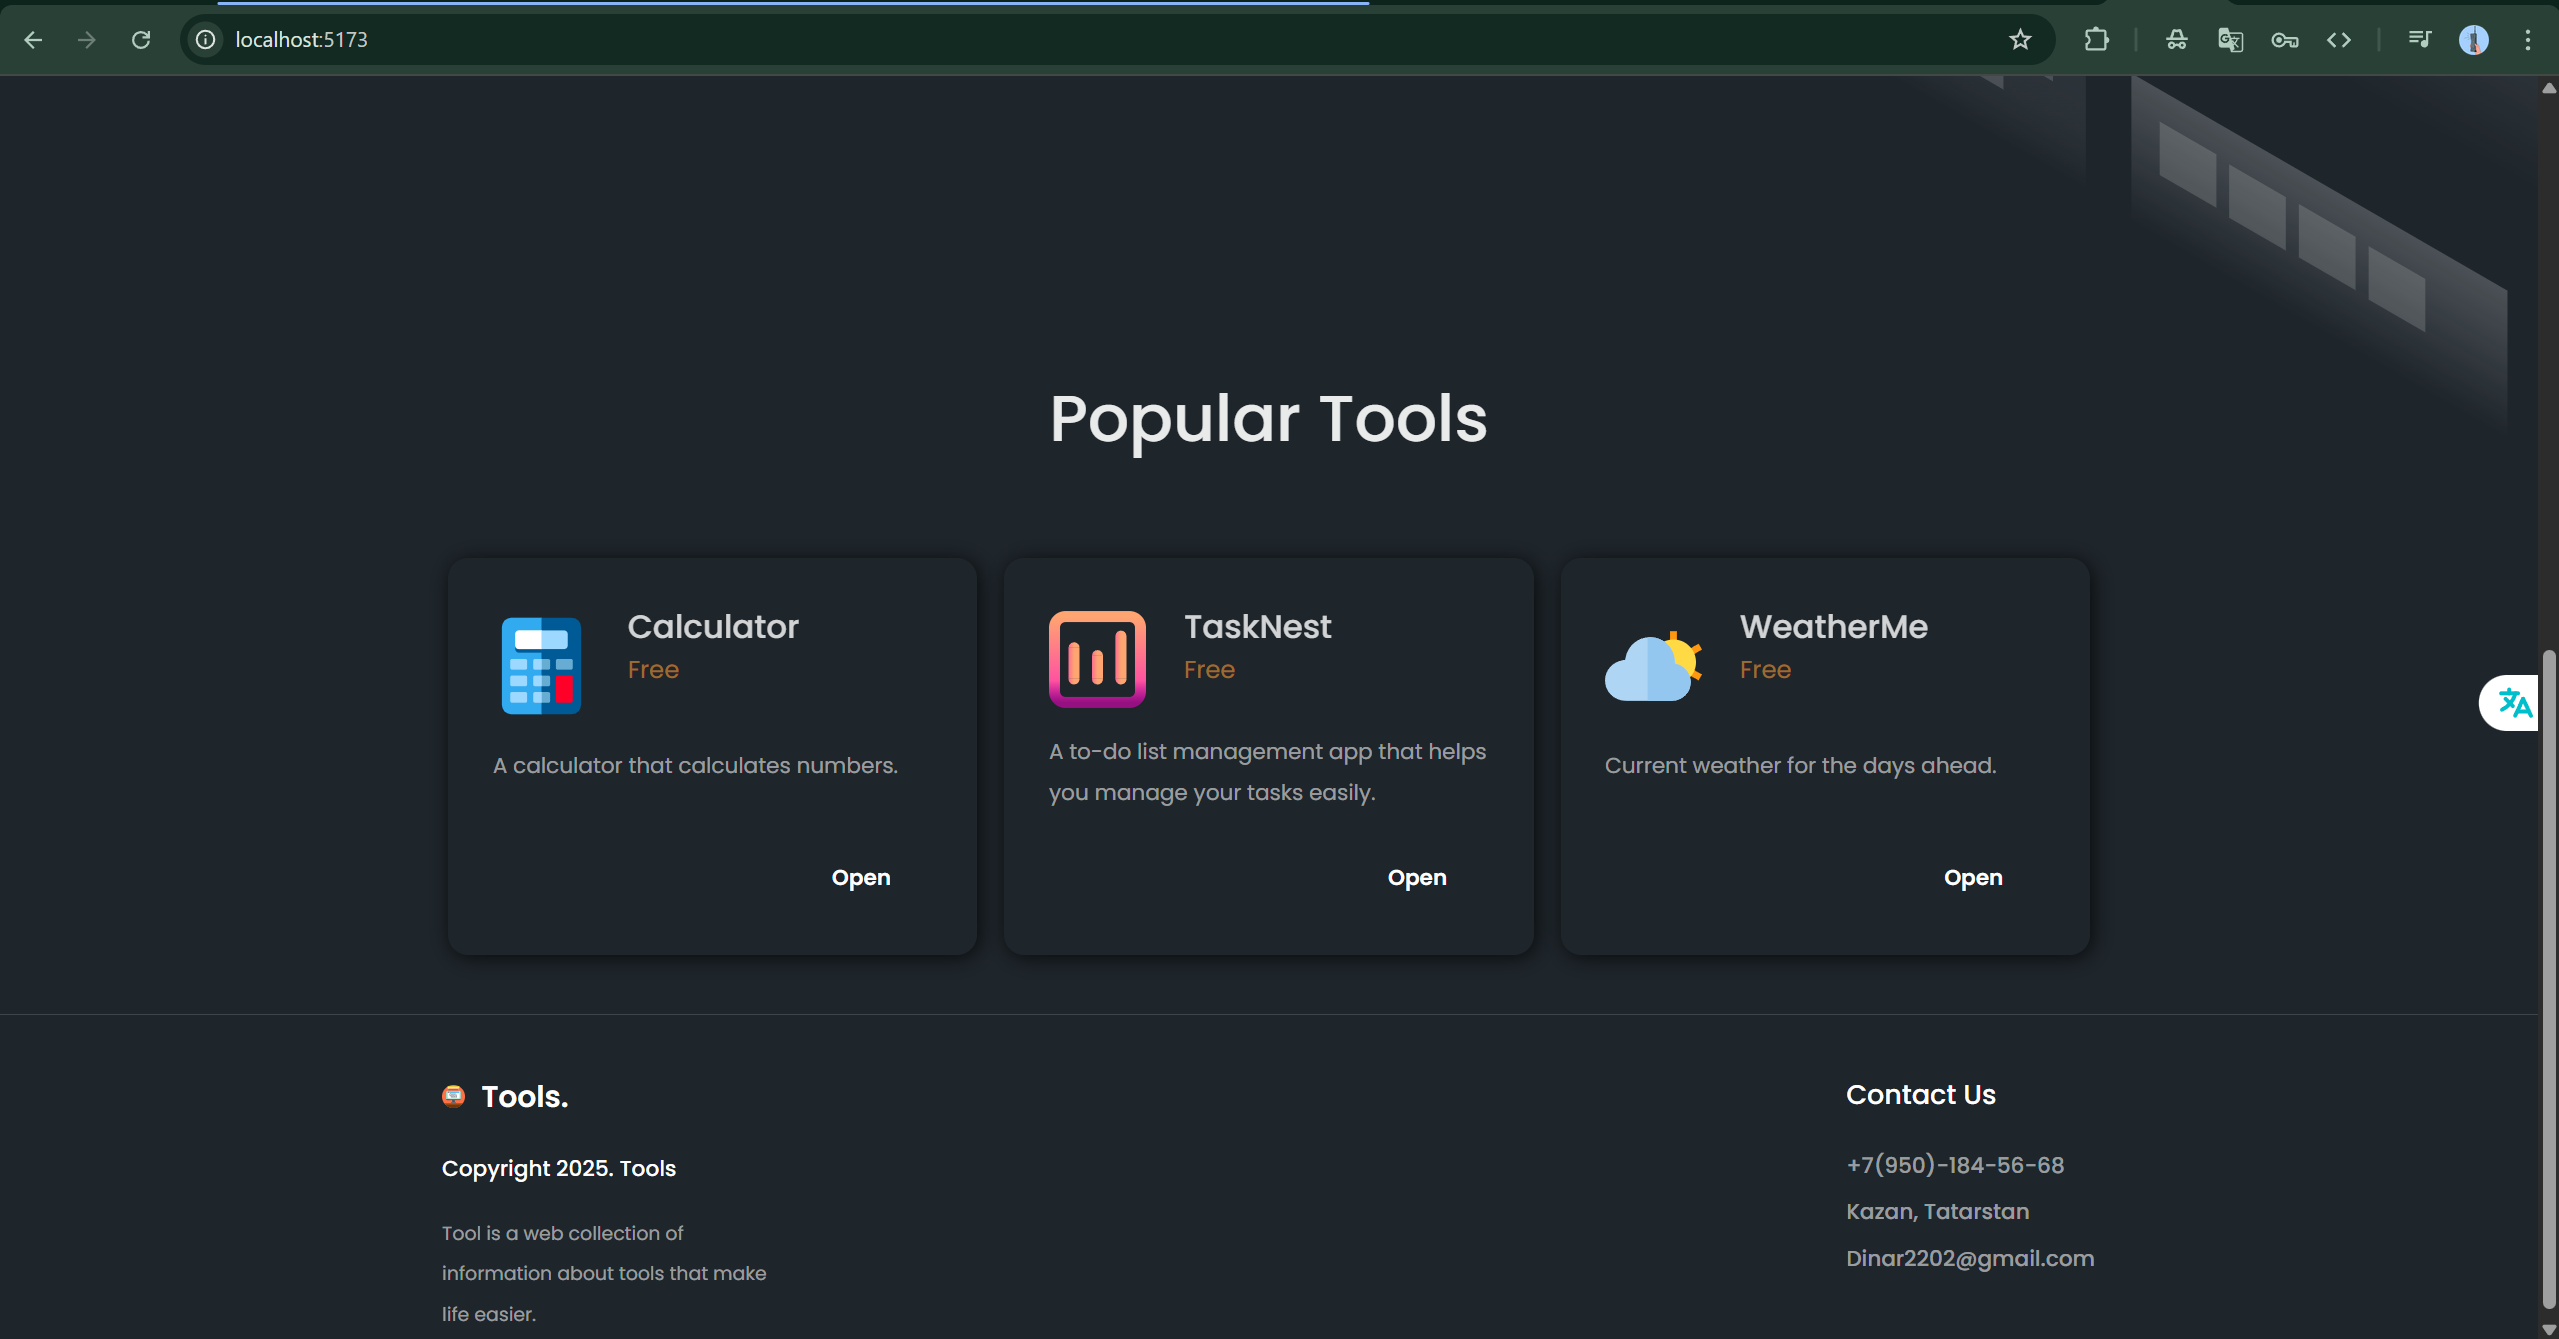 localhost:5173
Popular Tools
Calculator
Free
A calculator that calculates numbers.
Open
TaskNest
Free
A to-do list management app that helps
you manage your tasks easily.
Open
WeatherMe
Free
Current weather for the days ahead.
Open
Tools.
Copyright 2025. Tools
Tool is a web collection of
information about tools that make
life easier.
Contact Us
+7(950)-184-56-68
Kazan, Tatarstan
Dinar2202@gmail.com